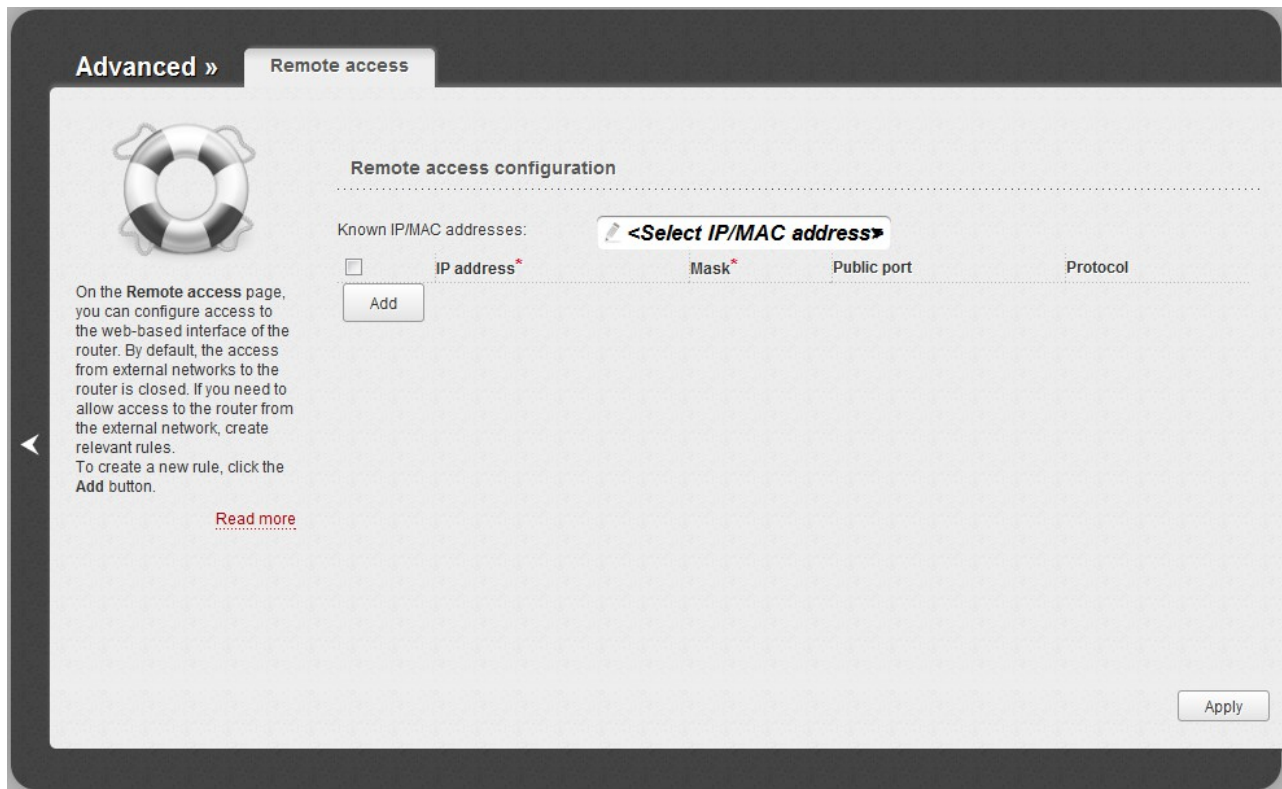 Advanced » Remote access
Remote access configuration
Known IP/MAC addresses: <Select IP/MAC address>
IP address* Mask* Public port Protocol
Add
On the Remote access page,
you can configure access to
the web-based interface of the
router. By default, the access
from external networks to the
router is closed. If you need to
allow access to the router from
the external network, create
relevant rules.
To create a new rule, click the
Add button.
Read more
Apply